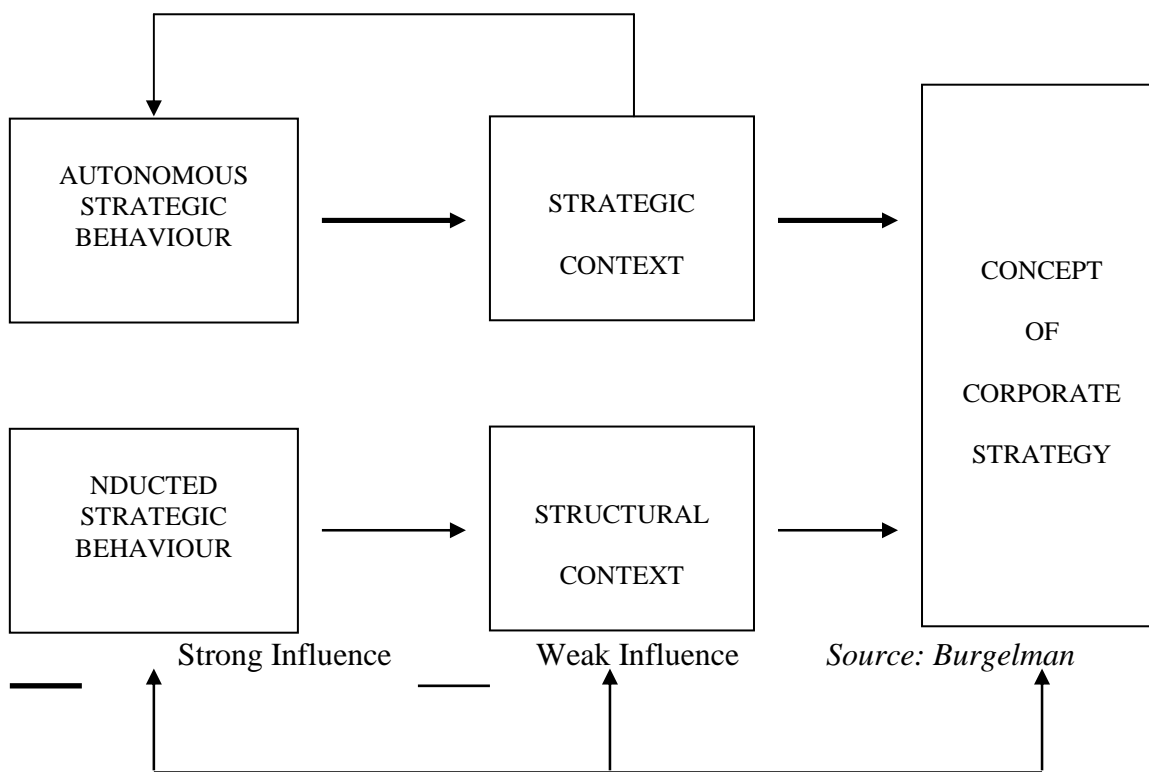 AUTONOMOUS
STRATEGIC
BEHAVIOUR
STRATEGIC
CONTEXT
CONCEPT
OF
CORPORATE
STRATEGY
NDUCTED
STRATEGIC
BEHAVIOUR
STRUCTURAL
CONTEXT
Strong Influence
Weak Influence
Source: Burgelman